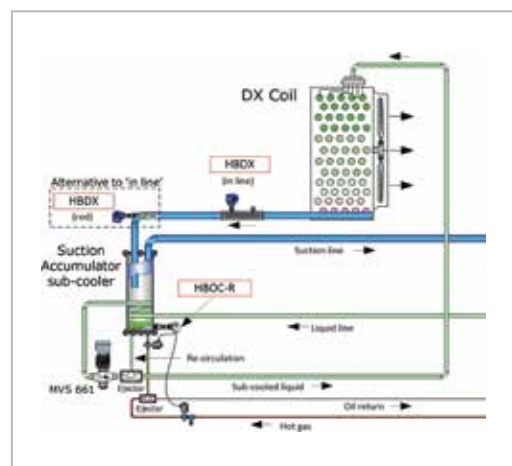 DX Coil
HBDX
(in line)
Alternative to 'in line'
HBDX
(rod)
Suction
Accumulator
sub-cooler
Suction line
HBOC-R
Liquid line
Re-circulation
MVS 661
Ejector
Sub-cooled liquid
Ejector
Oil return
Hot gas